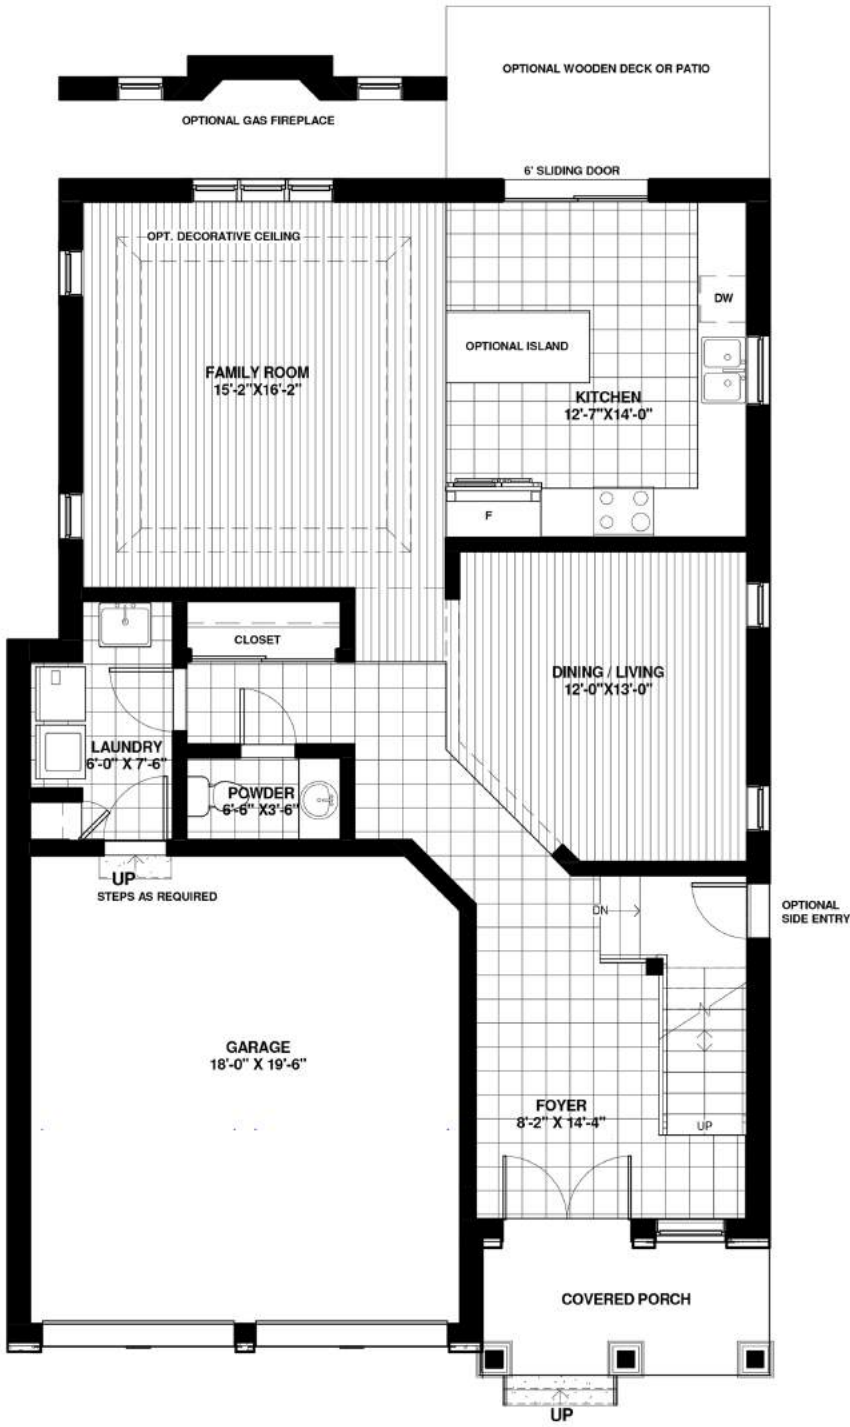 OPTIONAL WOODEN DECK OR PATIO
OPTIONAL GAS FIREPLACE
6' SLIDING DOOR
OPT. DECORATIVE CEILING
DW
OPTIONAL ISLAND
FAMILY ROOM
15'-2"X16'-2"
KITCHEN
12'-7"X14'-0"
F
CLOSET
DINING / LIVING
12'-0"X13'-0"
LAUNDRY
6'-0" X 7'-6"
POWDER
6'-6" X3'-6"
UP
STEPS AS REQUIRED
DN
OPTIONAL
SIDE ENTRY
GARAGE
18'-0" X 19'-6"
FOYER
8'-2" X 14'-4"
UP
COVERED PORCH
UP